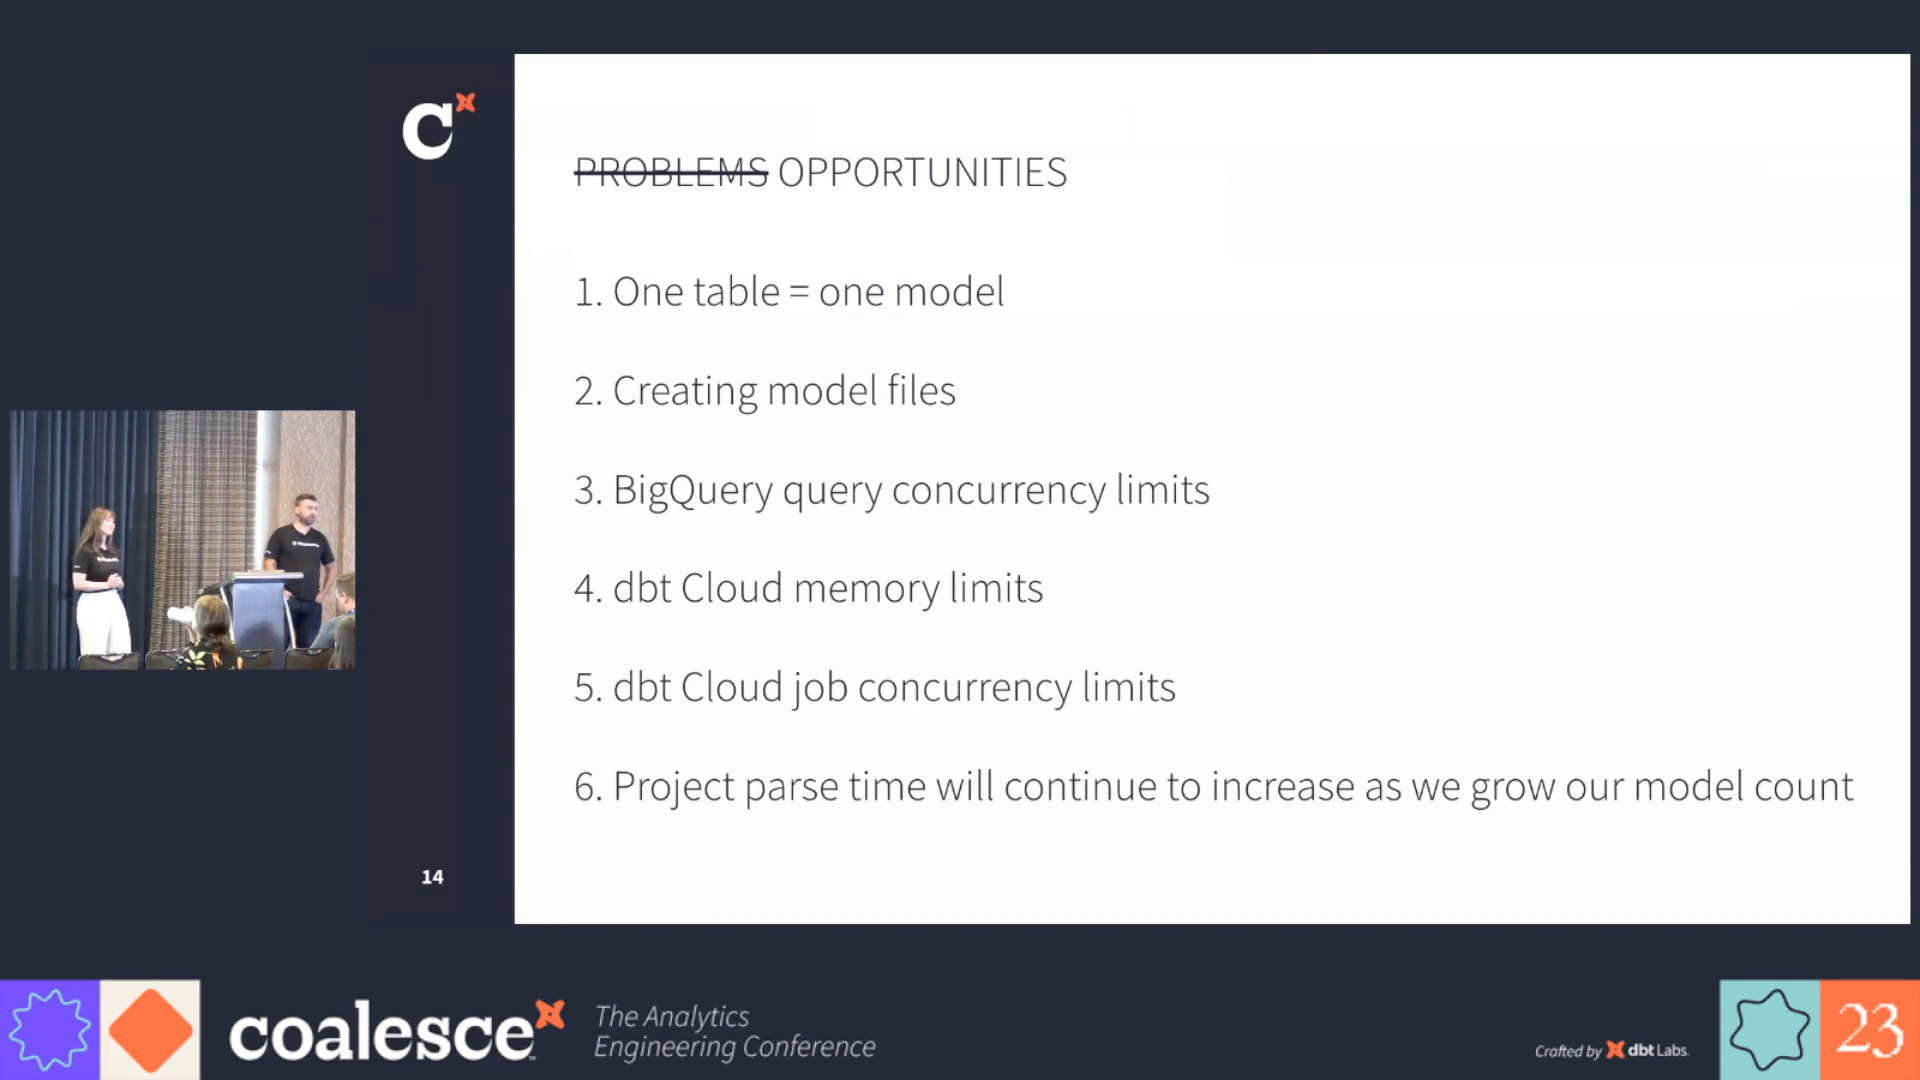 C
PROBLEMS OPPORTUNITIES
1. One table = one model
2. Creating model files
3. BigQuery query concurrency limits
4. dbt Cloud memory limits
5. dbt Cloud job concurrency limits
6. Project parse time will continue to increase as we grow our model count
14
coalesce
The Analytics
Engineering Conference
Crafted by dbt Labs
23